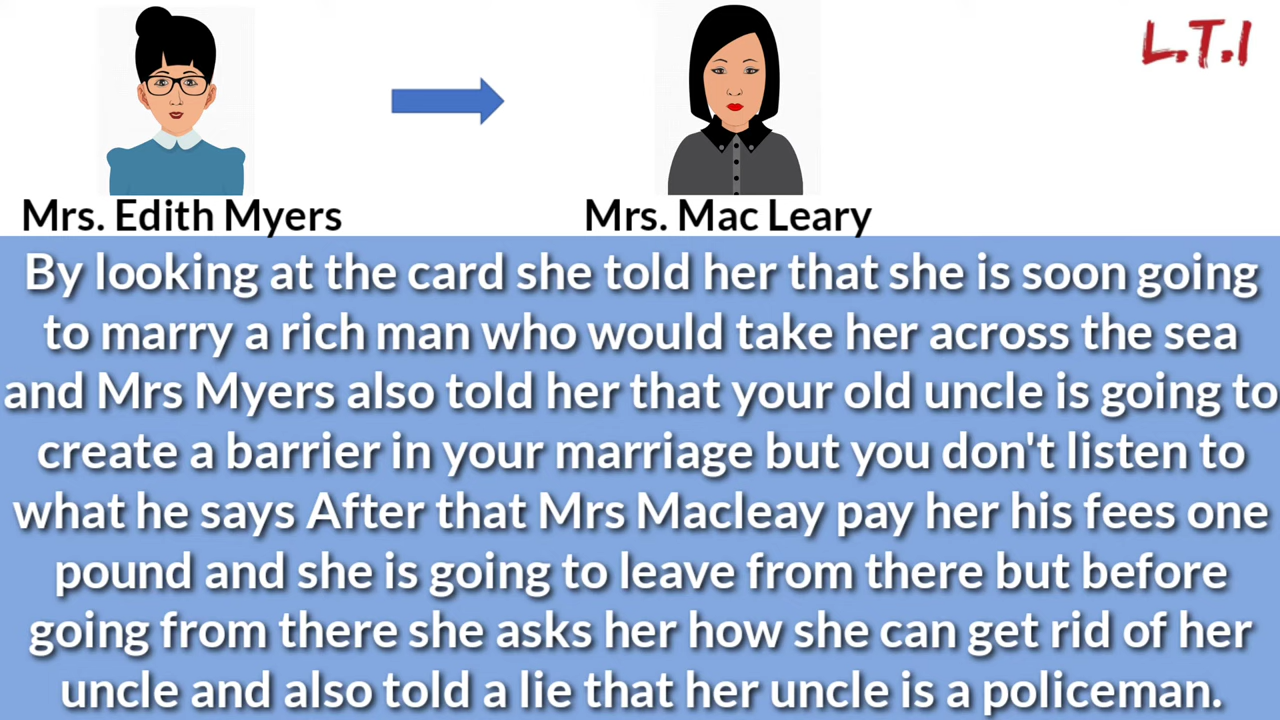 L.T.I
Mrs. Edith Myers
Mrs. Mac Leary
By looking at the card she told her that she is soon going
to marry a rich man who would take her across the sea
and Mrs Myers also told her that your old uncle is going to
create a barrier in your marriage but you don't listen to
what he says After that Mrs Macleay pay her his fees one
pound and she is going to leave from there but before
going from there she asks her how she can get rid of her
uncle and also told a lie that her uncle is a policeman.